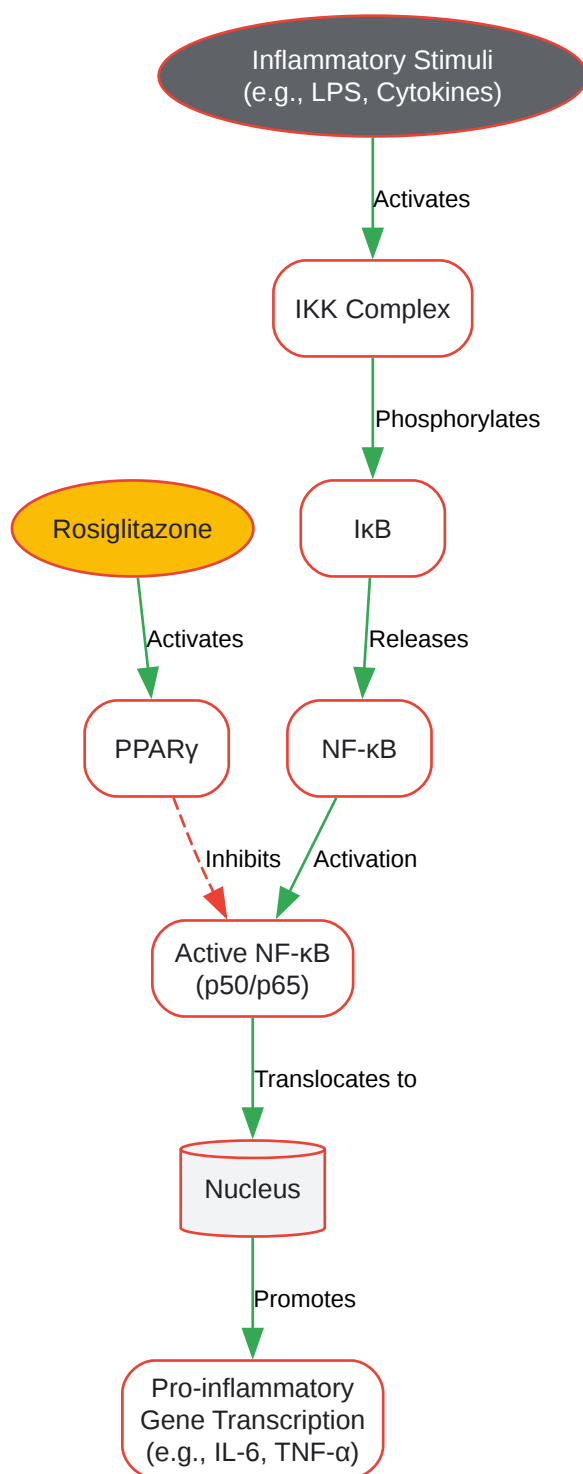 Inflammatory Stimuli
(e.g., LPS, Cytokines)
Activates
IKK Complex
Phosphorylates
Rosiglitazone
IκB
Activates
Releases
PPARγ
NF-κB
Inhibits
Activation
Active NF-κB
(p50/p65)
Translocates to
Nucleus
Promotes
Pro-inflammatory
Gene Transcription
(e.g., IL-6, TNF-α)